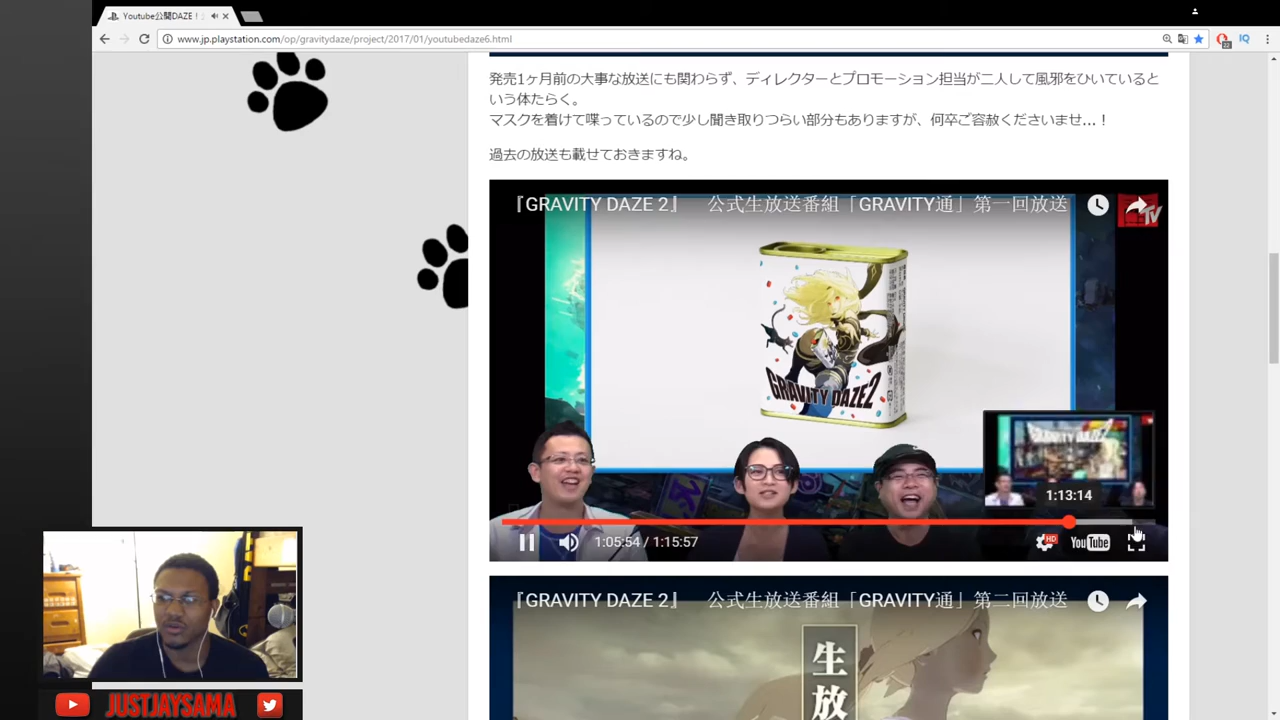 Youtube公開DAZE！
www.jp.playstation.com/op/gravitydaze/project/2017/01/youtubedaze6.html
22
IQ
発売1ヶ月前の大事な放送にも関わらず、ディレクターとプロモーション担当が二人して風邪をひいていると
いう体たらく。
マスクを着けて喋っているので少し聞き取りつらい部分もありますが、何卒ご容赦くださいませ...！
過去の放送も載せておきますね。
『GRAVITY DAZE 2』 公式生放送番組「GRAVITY通」第一回放送
TV
GRAVITY DAZE2
GRAVITY DAZE
1:13:14
1:05:54 / 1:15:57
HD
YouTube
『GRAVITY DAZE 2』 公式生放送番組「GRAVITY通」第二回放送
生
放
JUSTJAYSAMA